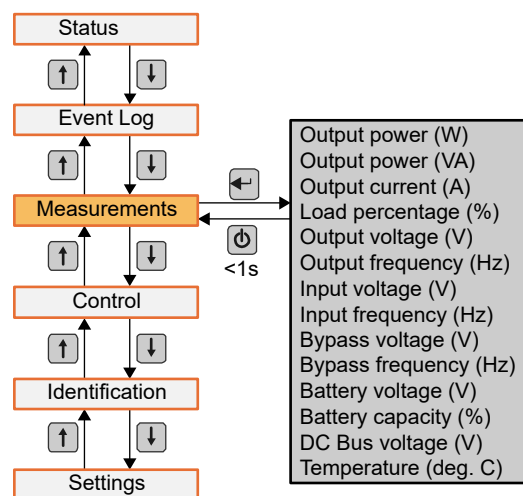 Status
Event Log
Measurements
<1s
Control
Identification
Settings
Output power (W)
Output power (VA)
Output current (A)
Load percentage (%)
Output voltage (V)
Output frequency (Hz)
Input voltage (V)
Input frequency (Hz)
Bypass voltage (V)
Bypass frequency (Hz)
Battery voltage (V)
Battery capacity (%)
DC Bus voltage (V)
Temperature (deg. C)